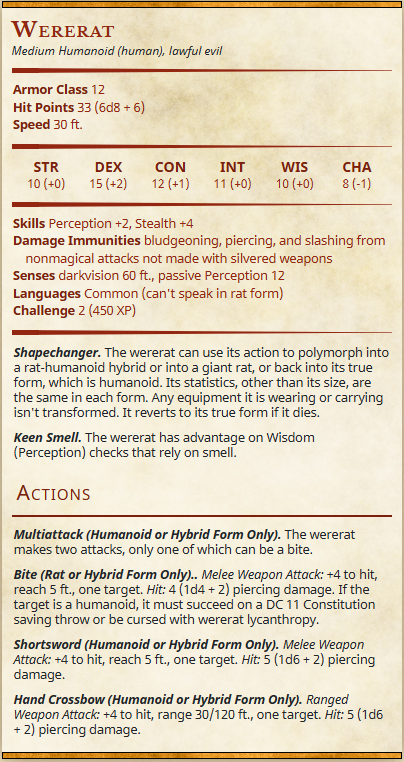 Wererat
Medium Humanoid (human), lawful evil
Armor Class 12
Hit Points 33 (6d8 + 6)
Speed 30 ft.
STR DEX CON INT WIS CHA
10 (+0) 15 (+2) 12 (+1) 11 (+0) 10 (+0) 8 (-1)
Skills Perception +2, Stealth +4
Damage Immunities bludgeoning, piercing, and slashing from
nonmagical attacks not made with silvered weapons
Senses darkvision 60 ft., passive Perception 12
Languages Common (can't speak in rat form)
Challenge 2 (450 XP)
Shapechanger. The wererat can use its action to polymorph into
a rat-humanoid hybrid or into a giant rat, or back into its true
form, which is humanoid. Its statistics, other than its size, are
the same in each form. Any equipment it is wearing or carrying
isn't transformed. It reverts to its true form if it dies.
Keen Smell. The wererat has advantage on Wisdom
(Perception) checks that rely on smell.
Actions
Multiattack (Humanoid or Hybrid Form Only). The wererat
makes two attacks, only one of which can be a bite.
Bite (Rat or Hybrid Form Only).. Melee Weapon Attack: +4 to hit,
reach 5 ft., one target. Hit: 4 (1d4 + 2) piercing damage. If the
target is a humanoid, it must succeed on a DC 11 Constitution
saving throw or be cursed with wererat lycanthropy.
Shortsword (Humanoid or Hybrid Form Only). Melee Weapon
Attack: +4 to hit, reach 5 ft., one target. Hit: 5 (1d6 + 2) piercing
damage.
Hand Crossbow (Humanoid or Hybrid Form Only). Ranged
Weapon Attack: +4 to hit, range 30/120 ft., one target. Hit: 5 (1d6
+ 2) piercing damage.